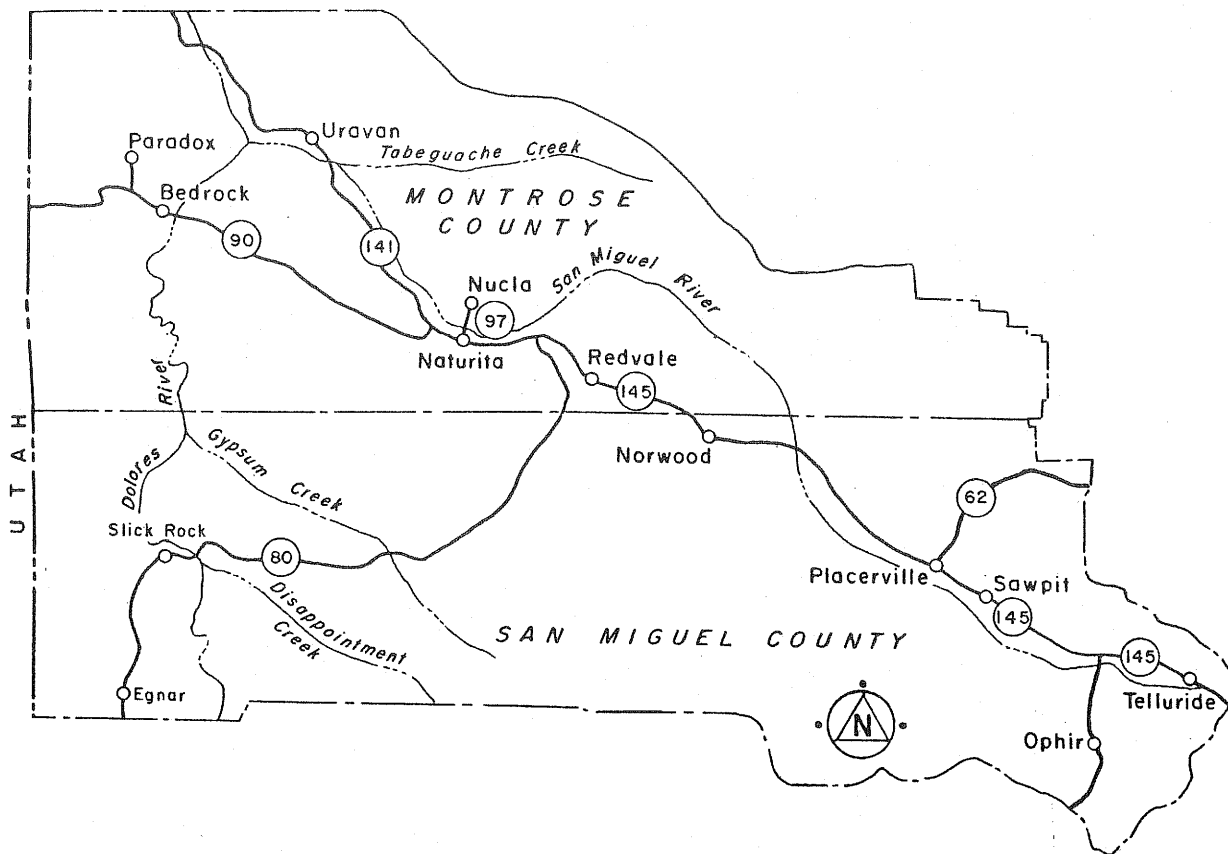 Uravan
Paradox
Tabeguache Creek
Bedrock
MONTROSE
COUNTY
90
141
San Miguel River
Nucla
97
Naturita
Redvale
145
River
Dolores
UTAH
Gypsum Creek
Norwood
62
Slick Rock
80
Placerville
Sawpit
145
Disappointment
Creek
SAN MIGUEL COUNTY
145
Egnar
Telluride
N
Ophir